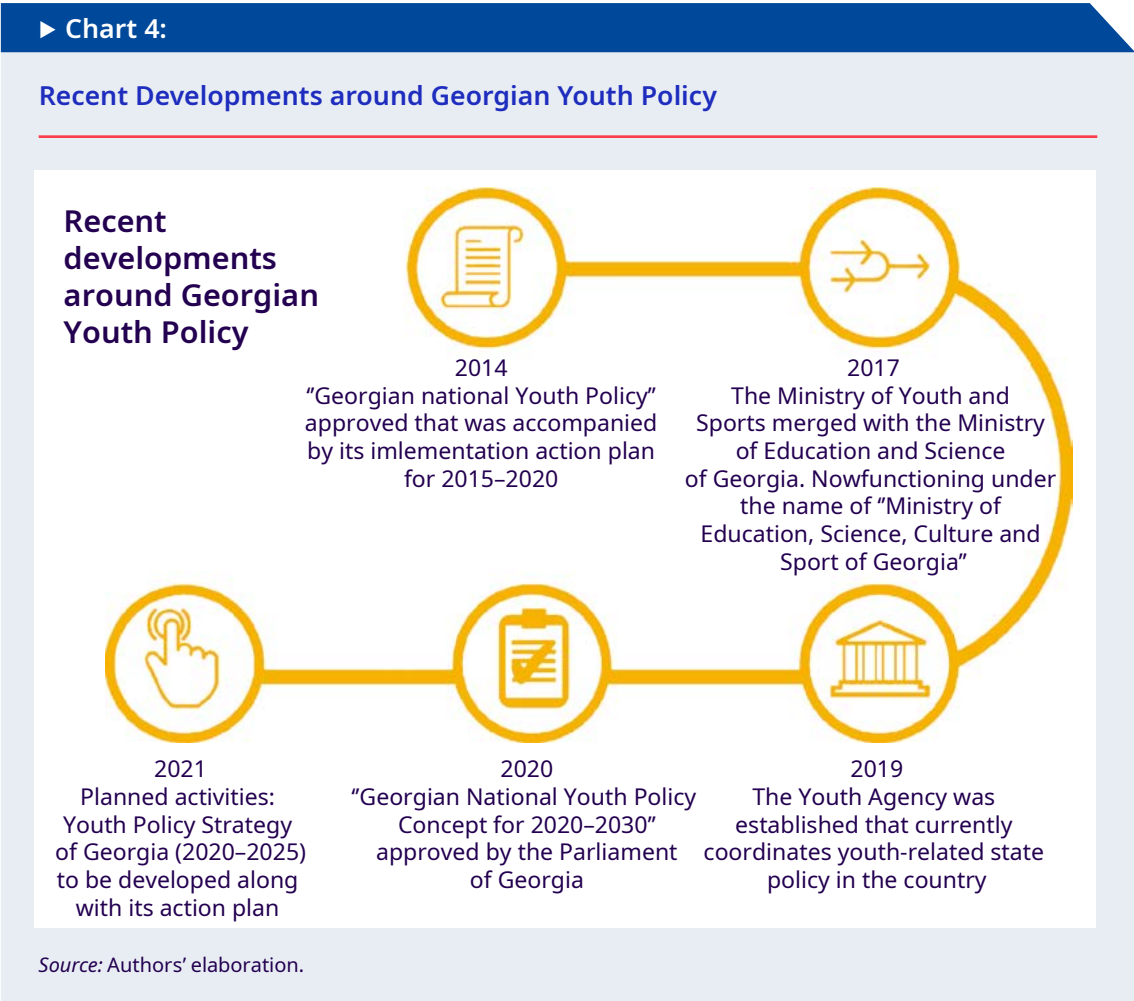 ▶ Chart 4:
Recent Developments around Georgian Youth Policy
Recent
developments
around Georgian
Youth Policy
2014
“Georgian national Youth Policy”
approved that was accompanied
by its imlementation action plan
for 2015–2020
2017
The Ministry of Youth and
Sports merged with the Ministry
of Education and Science
of Georgia. Nowfunctioning under
the name of “Ministry of
Education, Science, Culture and
Sport of Georgia”
2019
The Youth Agency was
established that currently
coordinates youth-related state
policy in the country
2020
“Georgian National Youth Policy
Concept for 2020–2030”
approved by the Parliament
of Georgia
2021
Planned activities:
Youth Policy Strategy
of Georgia (2020–2025)
to be developed along
with its action plan
Source: Authors’ elaboration.